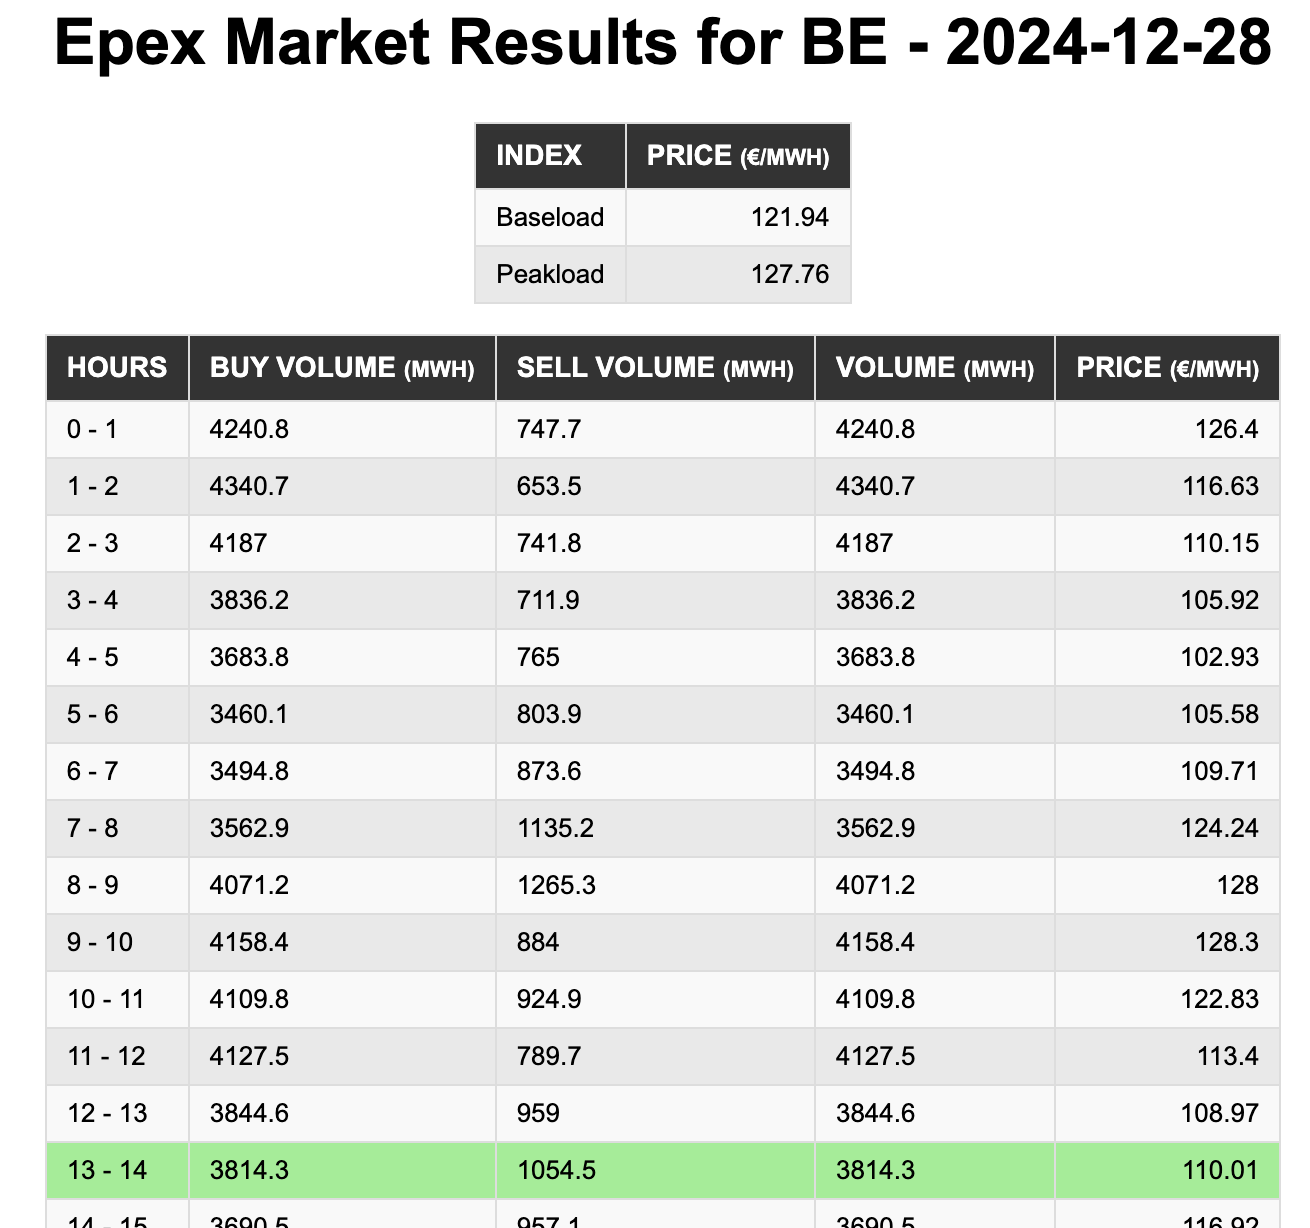 Epex Market Results for BE - 2024-12-28
INDEX PRICE (€/MWH)
Baseload 121.94
Peakload 127.76
HOURS BUY VOLUME (MWH) SELL VOLUME (MWH) VOLUME (MWH) PRICE (€/MWH)
0 - 1 4240.8 747.7 4240.8 126.4
1 - 2 4340.7 653.5 4340.7 116.63
2 - 3 4187 741.8 4187 110.15
3 - 4 3836.2 711.9 3836.2 105.92
4 - 5 3683.8 765 3683.8 102.93
5 - 6 3460.1 803.9 3460.1 105.58
6 - 7 3494.8 873.6 3494.8 109.71
7 - 8 3562.9 1135.2 3562.9 124.24
8 - 9 4071.2 1265.3 4071.2 128
9 - 10 4158.4 884 4158.4 128.3
10 - 11 4109.8 924.9 4109.8 122.83
11 - 12 4127.5 789.7 4127.5 113.4
12 - 13 3844.6 959 3844.6 108.97
13 - 14 3814.3 1054.5 3814.3 110.01
14 - 15 3690.5 957.1 3690.5 116.92